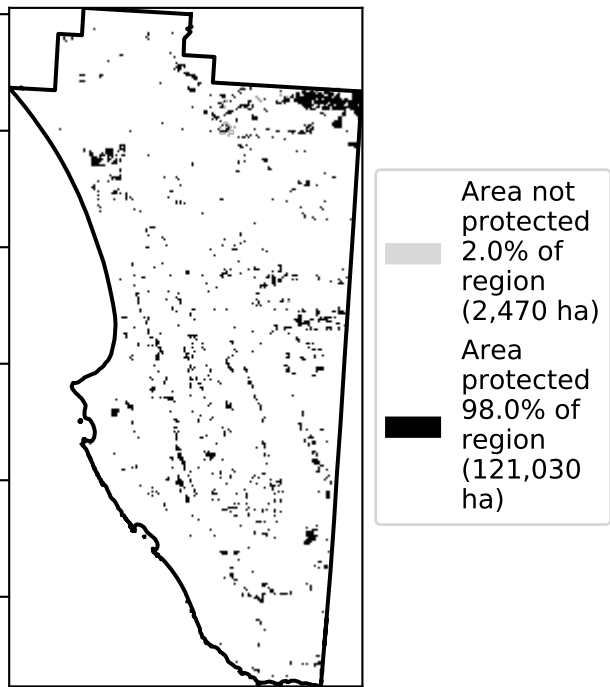 Area not
protected
2.0% of
region
(2,470 ha)
Area
protected
98.0% of
region
(121,030
ha)